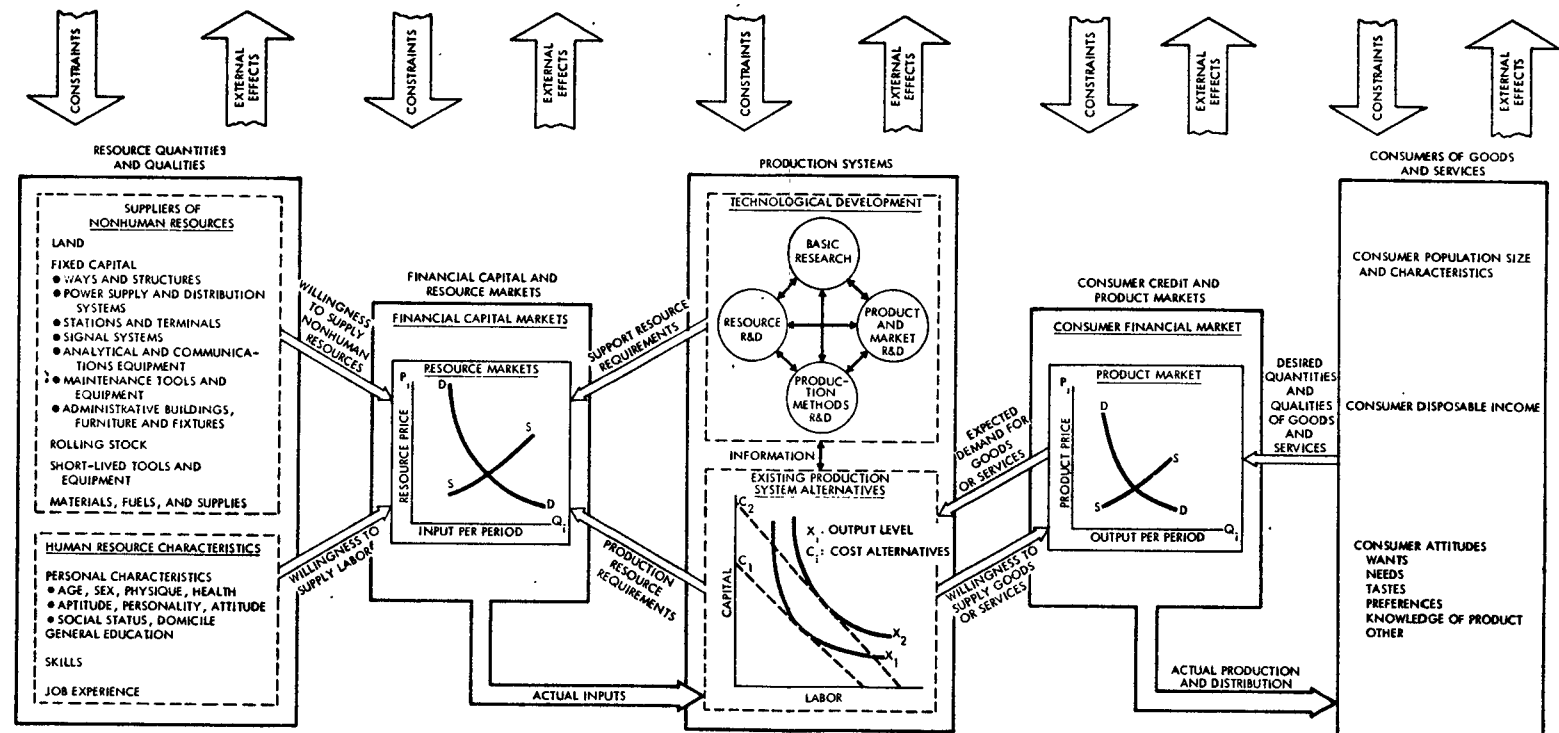 CONSTRAINTS
EXTERNAL
EFFECTS
CONSTRAINTS
EXTERNAL
EFFECTS
CONSTRAINTS
EXTERNAL
EFFECTS
CONSTRAINTS
EXTERNAL
EFFECTS
CONSTRAINTS
EXTERNAL
EFFECTS
RESOURCE QUANTITIES
AND QUALITIES
SUPPLIERS OF
NONHUMAN RESOURCES
LAND
FIXED CAPITAL
● WAYS AND STRUCTURES
● POWER SUPPLY AND DISTRIBUTION
SYSTEMS
● STATIONS AND TERMINALS
● SIGNAL SYSTEMS
● ANALYTICAL AND COMMUNICA-
TIONS EQUIPMENT
● MAINTENANCE TOOLS AND
EQUIPMENT
● ADMINISTRATIVE BUILDINGS,
FURNITURE AND FIXTURES
ROLLING STOCK
SHORT-LIVED TOOLS AND
EQUIPMENT
MATERIALS, FUELS, AND SUPPLIES
HUMAN RESOURCE CHARACTERISTICS
PERSONAL CHARACTERISTICS
● AGE, SEX, PHYSIQUE, HEALTH
● APTITUDE, PERSONALITY, ATTITUDE
● SOCIAL STATUS, DOMICILE
GENERAL EDUCATION
SKILLS
JOB EXPERIENCE
WILLINGNESS
TO SUPPLY
NONHUMAN
RESOURCES
WILLINGNESS TO
SUPPLY LABOR
FINANCIAL CAPITAL AND
RESOURCE MARKETS
FINANCIAL CAPITAL MARKETS
RESOURCE MARKETS
P_i
D
S
S
D
Q_i
RESOURCE PRICE
INPUT PER PERIOD
SUPPORT RESOURCE
REQUIREMENTS
PRODUCTION
RESOURCE
REQUIREMENTS
ACTUAL INPUTS
PRODUCTION SYSTEMS
TECHNOLOGICAL DEVELOPMENT
BASIC
RESEARCH
RESOURCE
R&D
PRODUCT
AND
MARKET
R&D
PRODUC-
TION
METHODS
R&D
INFORMATION
EXISTING PRODUCTION
SYSTEM ALTERNATIVES
C_2
X_i: OUTPUT LEVEL
C_i: COST ALTERNATIVES
C_1
CAPITAL
X_2
X_1
LABOR
EXPECTED
DEMAND FOR
GOODS
OR SERVICES
WILLINGNESS TO
SUPPLY GOODS
OR SERVICES
CONSUMER CREDIT AND
PRODUCT MARKETS
CONSUMER FINANCIAL MARKET
PRODUCT MARKET
P_i
D
S
S
D
Q_i
PRODUCT PRICE
OUTPUT PER PERIOD
DESIRED
QUANTITIES
AND
QUALITIES
OF GOODS
AND
SERVICES
ACTUAL PRODUCTION
AND DISTRIBUTION
CONSUMERS OF GOODS
AND SERVICES
CONSUMER POPULATION SIZE
AND CHARACTERISTICS
CONSUMER DISPOSABLE INCOME
CONSUMER ATTITUDES
WANTS
NEEDS
TASTES
PREFERENCES
KNOWLEDGE OF PRODUCT
OTHER